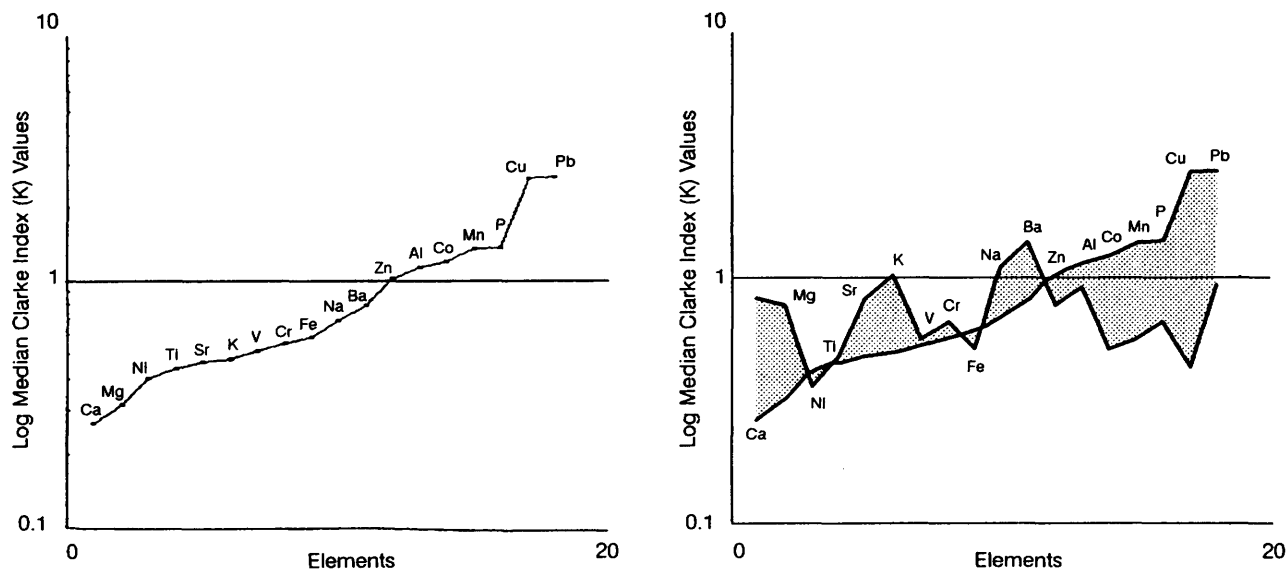 10
Log Median Clarke Index (K) Values
Cu
Pb
P
Mn
Co
Al
Zn
1
Ba
Na
Fe
Cr
V
K
Sr
TI
NI
Mg
Ca
0.1
0
Elements
20
10
Log Median Clarke Index (K) Values
Cu
Pb
P
Mn
Co
Al
Zn
Ba
Na
K
1
Sr
Mg
Cr
V
TI
Fe
NI
Ca
0.1
0
Elements
20